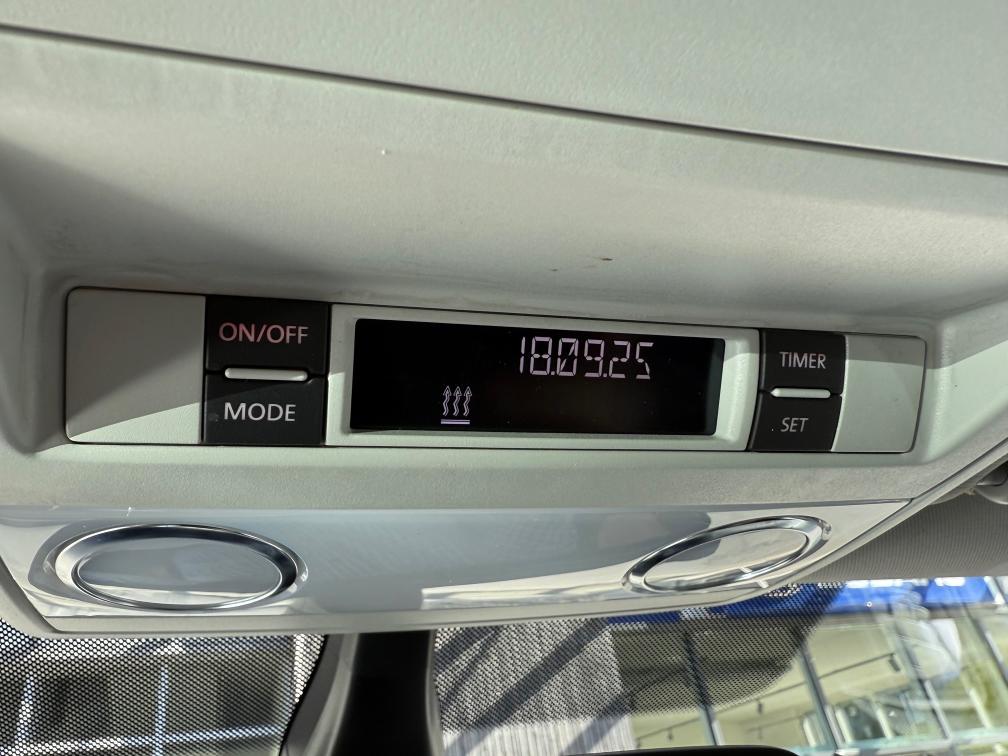 ON/OFF
MODE
18.09.25
TIMER
SET